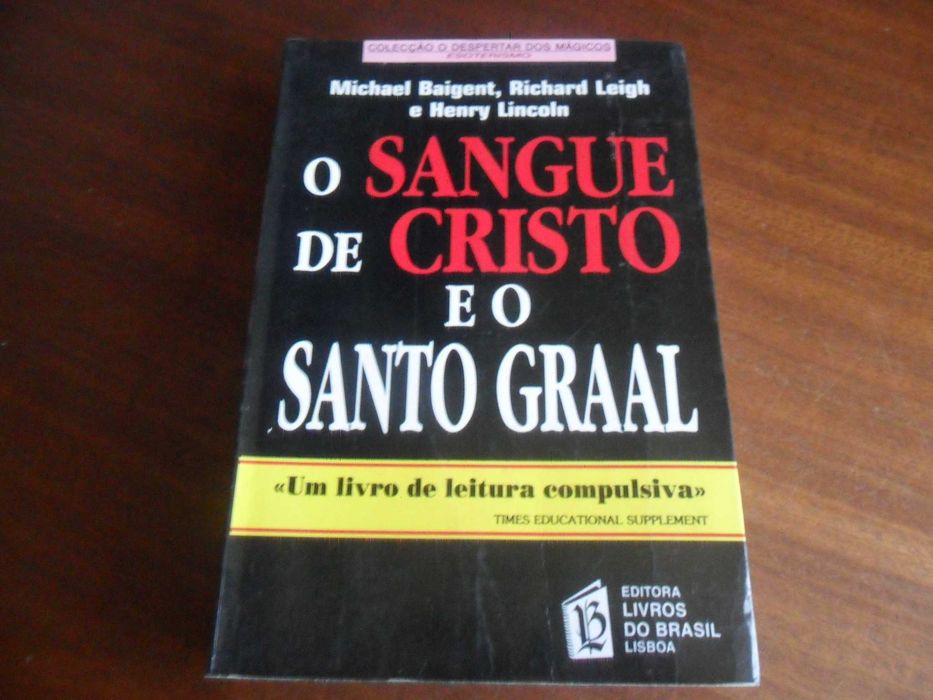 COLECÇÃO O DESPERTAR DOS MÁGICOS
ESOTERISMO
Michael Baigent, Richard Leigh
e Henry Lincoln
O SANGUE
DE CRISTO
E O
SANTO GRAAL
«Um livro de leitura compulsiva»
TIMES EDUCATIONAL SUPPLEMENT
B
EDITORA
LIVROS
DO BRASIL
LISBOA